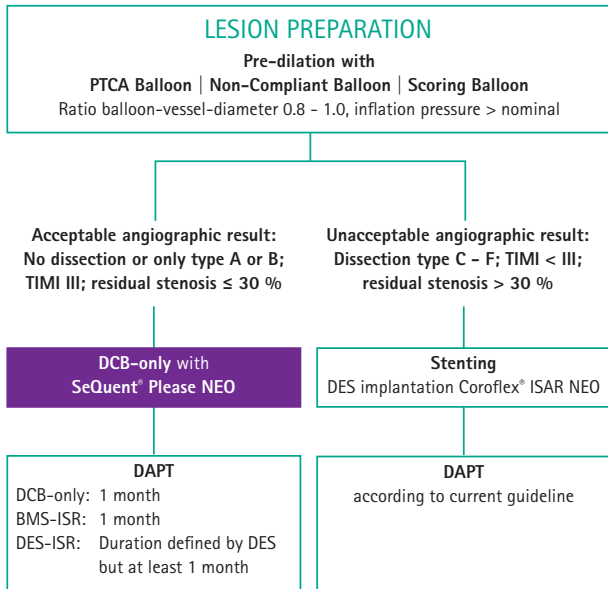 LESION PREPARATION
Pre-dilation with
PTCA Balloon | Non-Compliant Balloon | Scoring Balloon
Ratio balloon-vessel-diameter 0.8 - 1.0, inflation pressure > nominal
Acceptable angiographic result:
No dissection or only type A or B;
TIMI III; residual stenosis ≤ 30 %
Unacceptable angiographic result:
Dissection type C - F; TIMI < III;
residual stenosis > 30 %
DCB-only with
SeQuent® Please NEO
Stenting
DES implantation Coroflex® ISAR NEO
DAPT
DCB-only: 1 month
BMS-ISR: 1 month
DES-ISR: Duration defined by DES
but at least 1 month
DAPT
according to current guideline